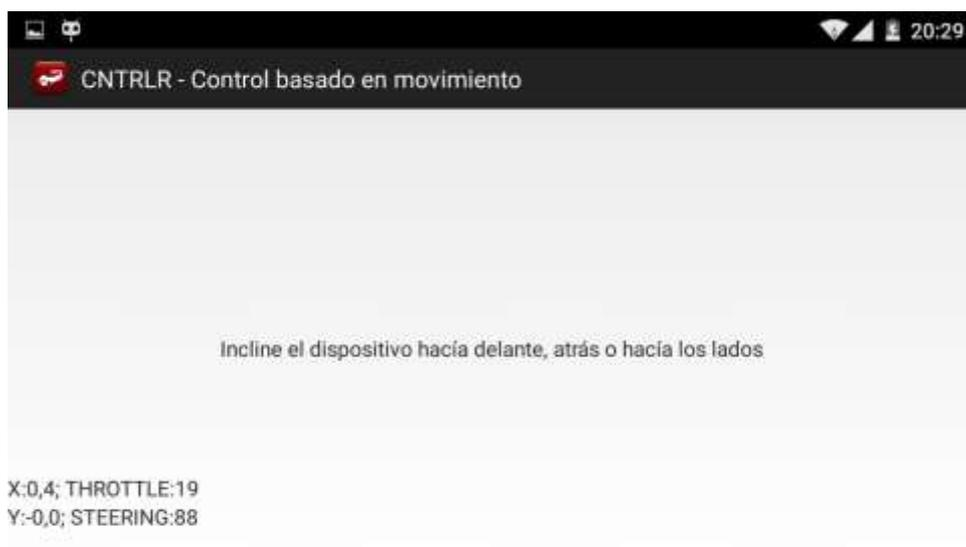 20:29
CNTRLR - Control basado en movimiento
Incline el dispositivo hacía delante, atrás o hacía los lados
X:0,4; THROTTLE:19
Y:-0,0; STEERING:88